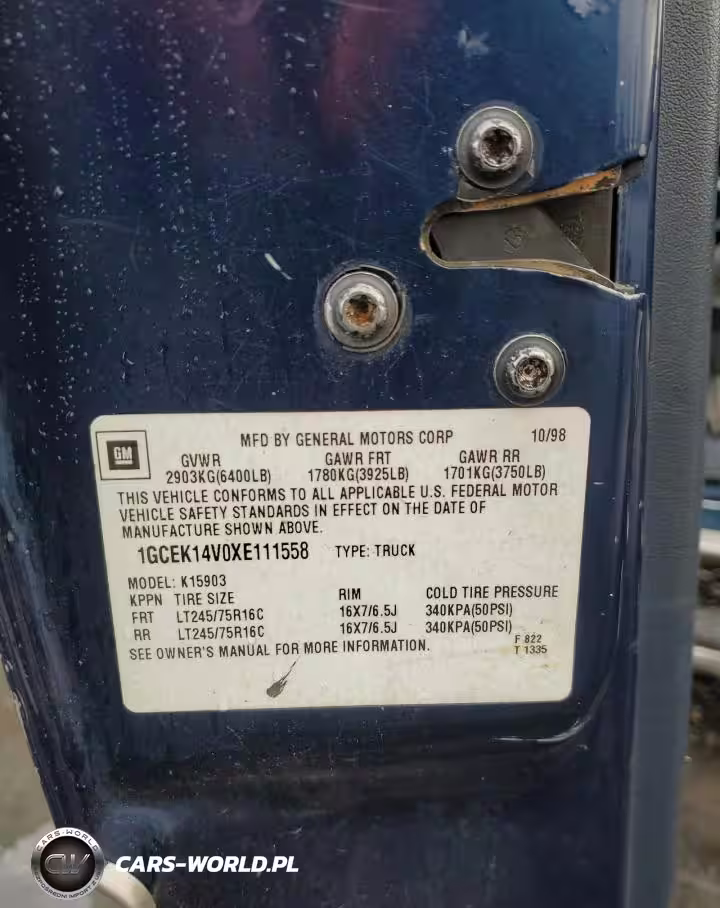 GM
MFD BY GENERAL MOTORS CORP 10/98
GVWR GAWR FRT GAWR RR
2903KG(6400LB) 1780KG(3925LB) 1701KG(3750LB)
THIS VEHICLE CONFORMS TO ALL APPLICABLE U.S. FEDERAL MOTOR
VEHICLE SAFETY STANDARDS IN EFFECT ON THE DATE OF
MANUFACTURE SHOWN ABOVE.
1GCEK14V0XE111558 TYPE: TRUCK
MODEL: K15903
KPPN TIRE SIZE RIM COLD TIRE PRESSURE
FRT LT245/75R16C 16X7/6.5J 340KPA(50PSI)
RR LT245/75R16C 16X7/6.5J 340KPA(50PSI)
SEE OWNER'S MANUAL FOR MORE INFORMATION.
F 822
T 1335
CARS-WORLD
CW
CARS-WORLD.PL